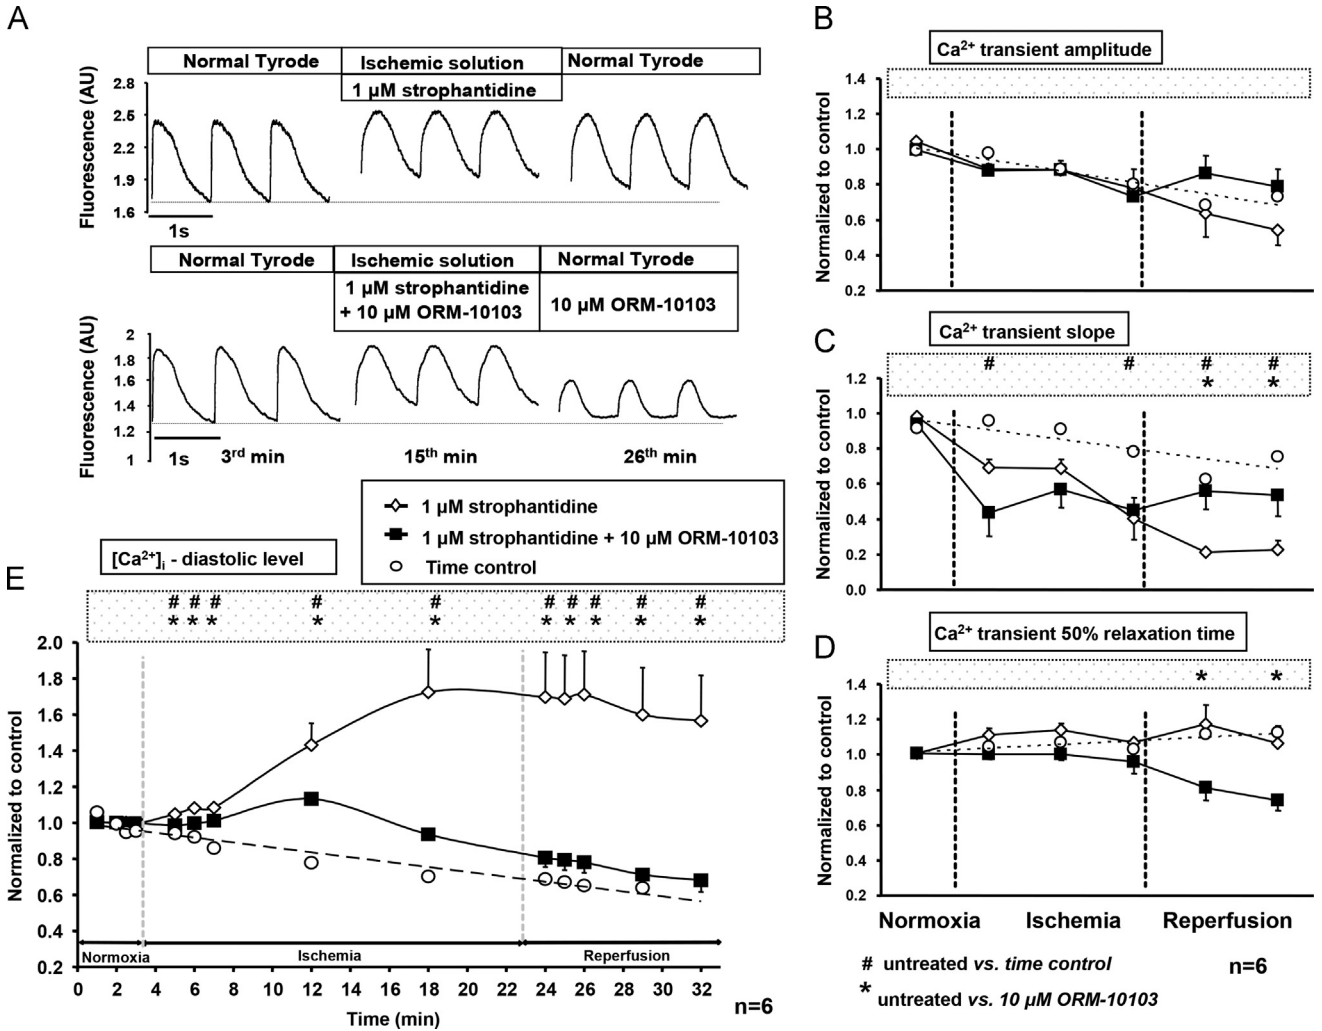 A
Normal Tyrode
Ischemic solution
Normal Tyrode
1 µM strophantidine
Fluorescence (AU)
2.8
2.5
2.2
1.9
1.6
1s
Normal Tyrode
Ischemic solution
Normal Tyrode
1 µM strophantidine
+ 10 µM ORM-10103
10 µM ORM-10103
Fluorescence (AU)
2
1.8
1.6
1.4
1.2
1
1s
3rd min
15th min
26th min
1 µM strophantidine
1 µM strophantidine + 10 µM ORM-10103
Time control
B
Ca2+ transient amplitude
Normalized to control
1.4
1.2
1.0
0.8
0.6
0.4
0.2
C
Ca2+ transient slope
# # # #
* *
Normalized to control
1.2
1.0
0.8
0.6
0.4
0.2
0.0
D
Ca2+ transient 50% relaxation time
* *
Normalized to control
1.4
1.2
1.0
0.8
0.6
0.4
0.2
Normoxia Ischemia Reperfusion
# untreated vs. time control
n=6
* untreated vs. 10 µM ORM-10103
E
[Ca2+]i - diastolic level
# # # # # # # # # #
* * * * * * * * * *
Normalized to control
2.0
1.8
1.6
1.4
1.2
1.0
0.8
0.6
0.4
0.2
Normoxia Ischemia Reperfusion
0 2 4 6 8 10 12 14 16 18 20 22 24 26 28 30 32
Time (min)
n=6